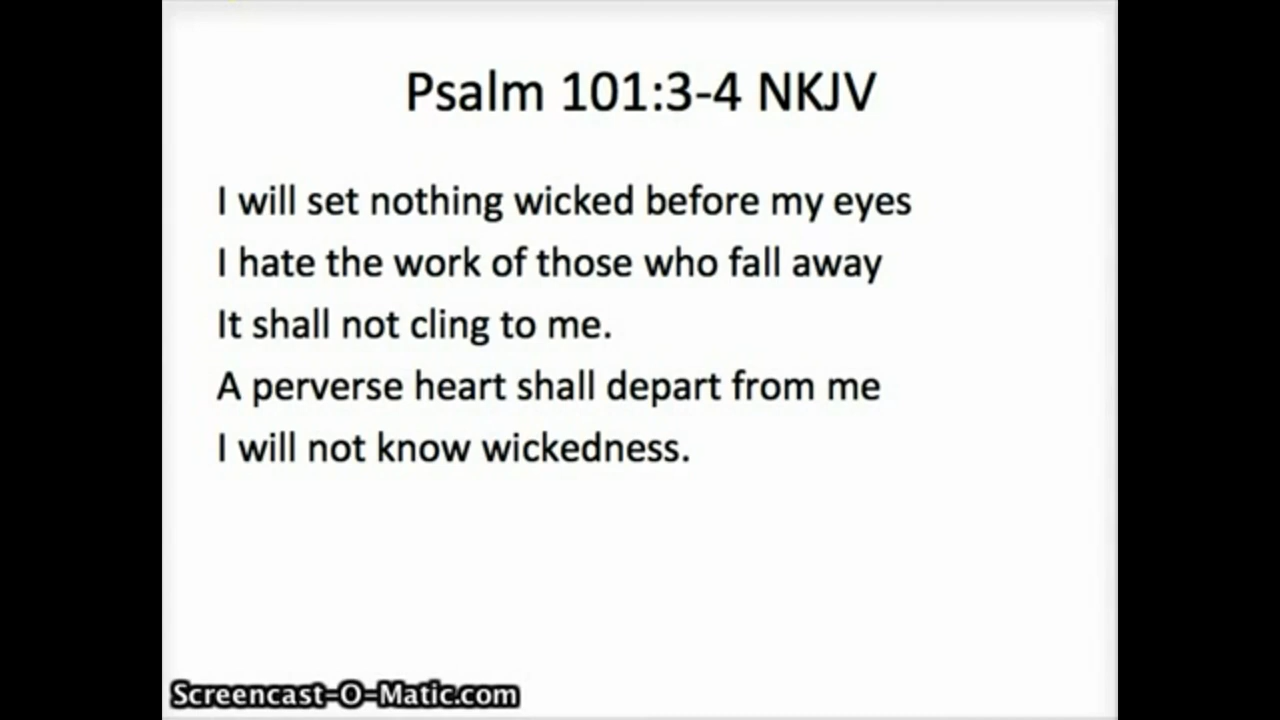 Psalm 101:3-4 NKJV
I will set nothing wicked before my eyes
I hate the work of those who fall away
It shall not cling to me.
A perverse heart shall depart from me
I will not know wickedness.
Screencast-O-Matic.com